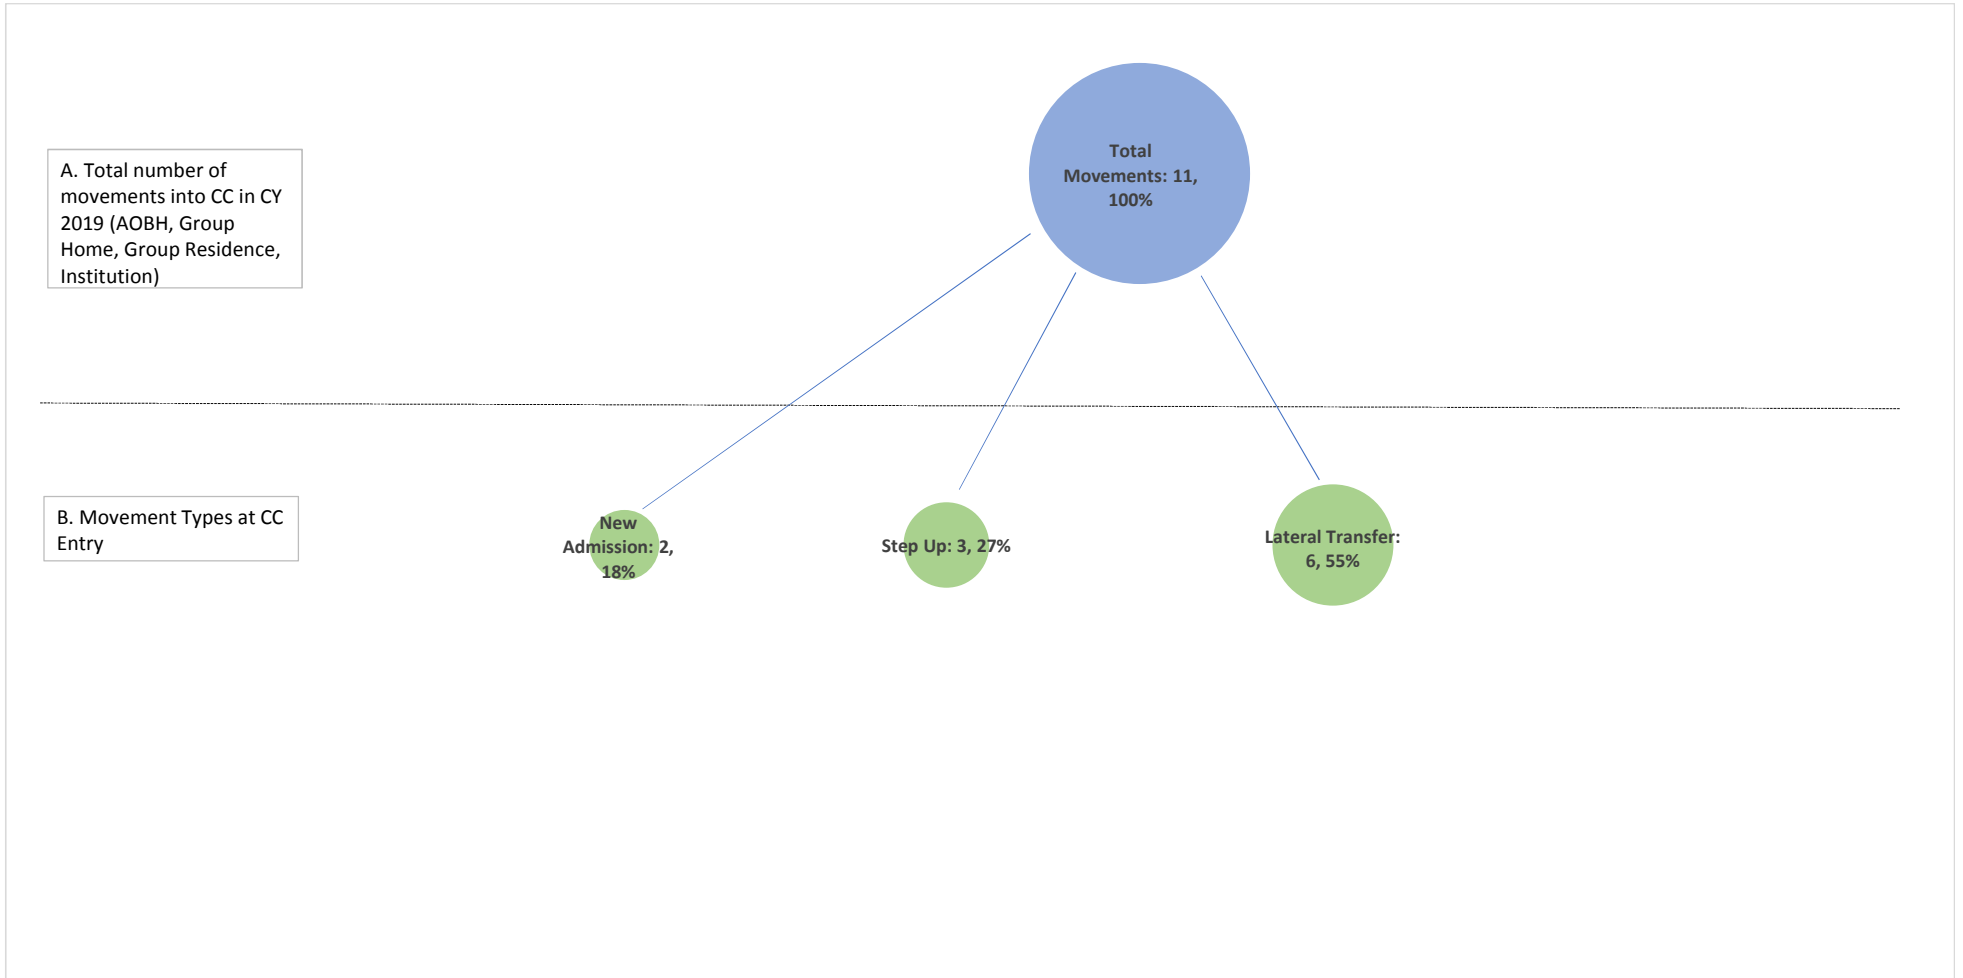 Total
Movements: 11,
100%
A. Total number of
movements into CC in CY
2019 (AOBH, Group
Home, Group Residence,
Institution)
B. Movement Types at CC
Entry
New
Admission: 2,
18%
Step Up: 3, 27%
Lateral Transfer:
6, 55%